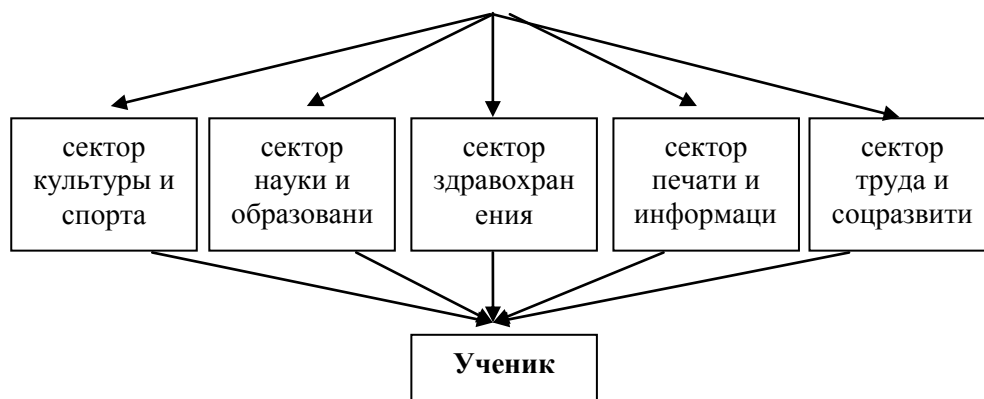 сектор
культуры и
спорта
сектор
науки и
образовани
сектор
здравохран
ения
сектор
печати и
информаци
сектор
труда и
соцразвити
Ученик